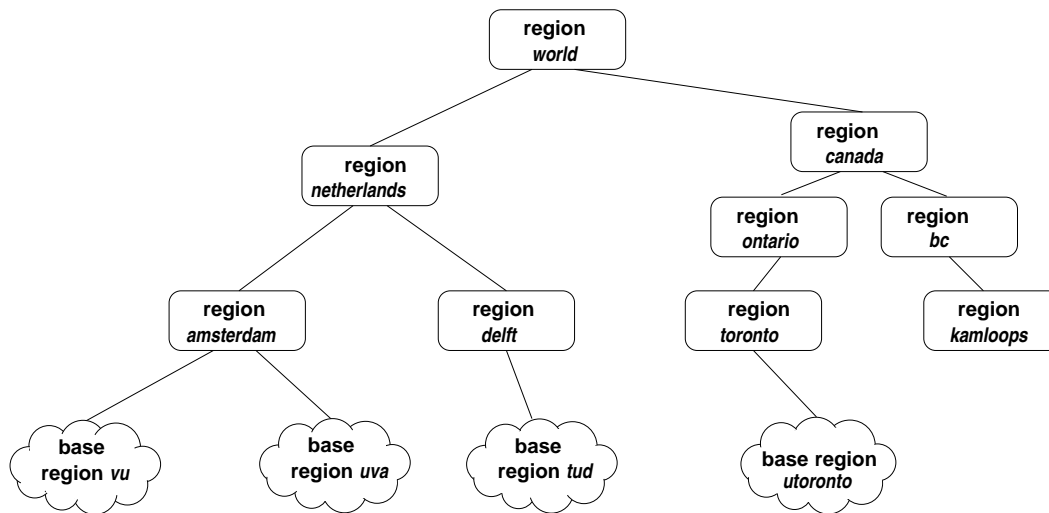 region
world
region
canada
region
netherlands
region
ontario
region
bc
region
amsterdam
region
delft
region
toronto
region
kamloops
base
region vu
base
region uva
base
region tud
base region
utoronto